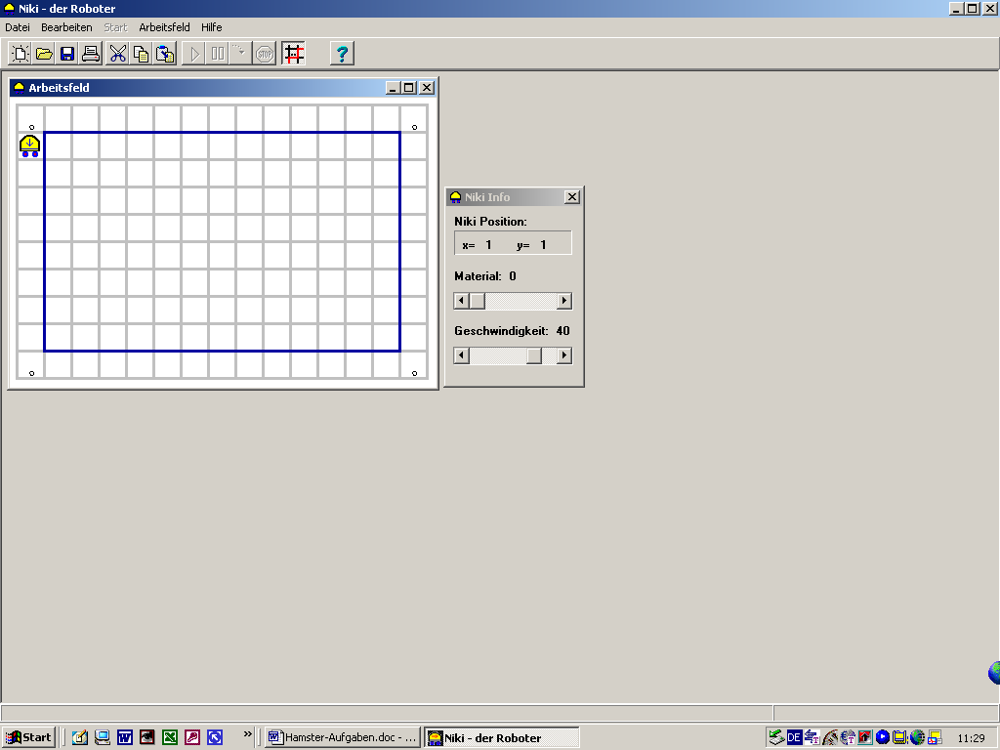 Niki - der Roboter
Datei Bearbeiten Start Arbeitsfeld Hilfe
STOP ?
Arbeitsfeld
Niki Info
Niki Position:
x= 1 y= 1
Material: 0
Geschwindigkeit: 40
Start » Hamster-Aufgaben.doc - ... Niki - der Roboter DE 11:29